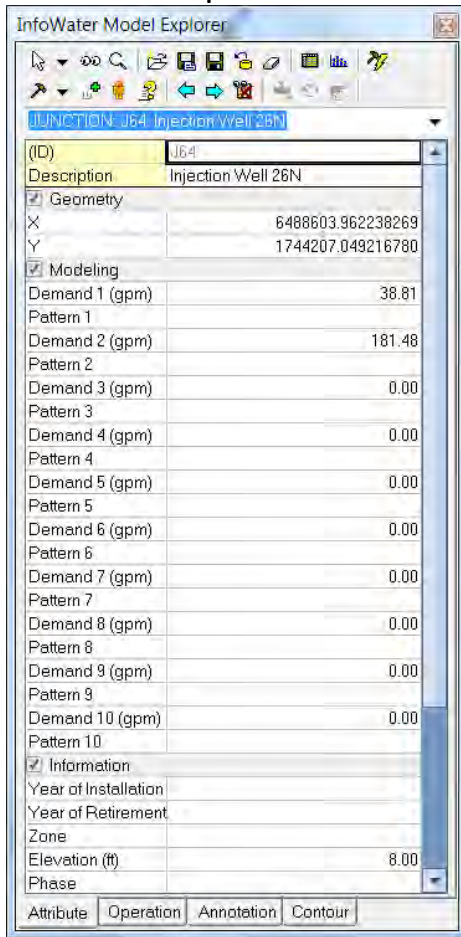 InfoWater Model Explorer
JUNCTION: J64, Injection Well 26N
(ID) J64
Description Injection Well 26N
Geometry
X 6488603.962238269
Y 1744207.049216780
Modeling
Demand 1 (gpm) 38.81
Pattern 1
Demand 2 (gpm) 181.48
Pattern 2
Demand 3 (gpm) 0.00
Pattern 3
Demand 4 (gpm) 0.00
Pattern 4
Demand 5 (gpm) 0.00
Pattern 5
Demand 6 (gpm) 0.00
Pattern 6
Demand 7 (gpm) 0.00
Pattern 7
Demand 8 (gpm) 0.00
Pattern 8
Demand 9 (gpm) 0.00
Pattern 9
Demand 10 (gpm) 0.00
Pattern 10
Information
Year of Installation
Year of Retirement
Zone
Elevation (ft) 8.00
Phase
Attribute Operation Annotation Contour